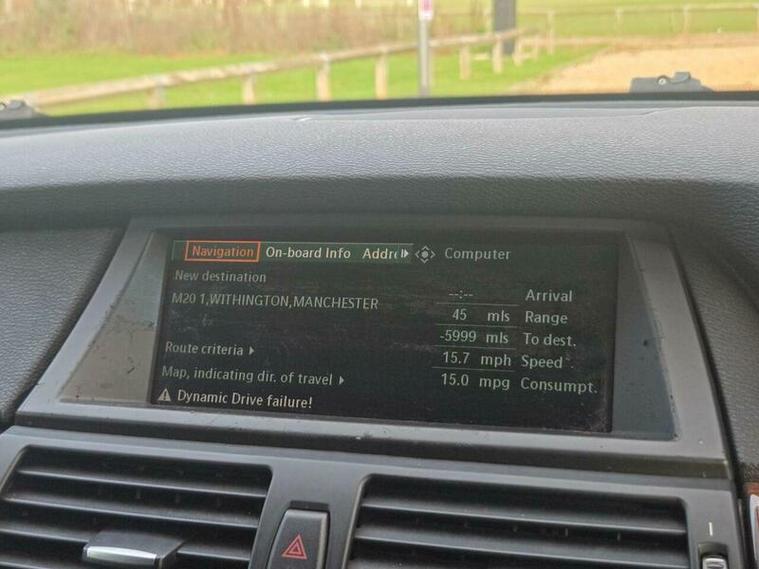 Navigation On-board Info Addr Computer
New destination
M20 1,WITHINGTON,MANCHESTER
--:-- Arrival
45 mls Range
-5999 mls To dest.
Route criteria
15.7 mph Speed
Map, indicating dir. of travel
15.0 mpg Consumpt.
Dynamic Drive failure!